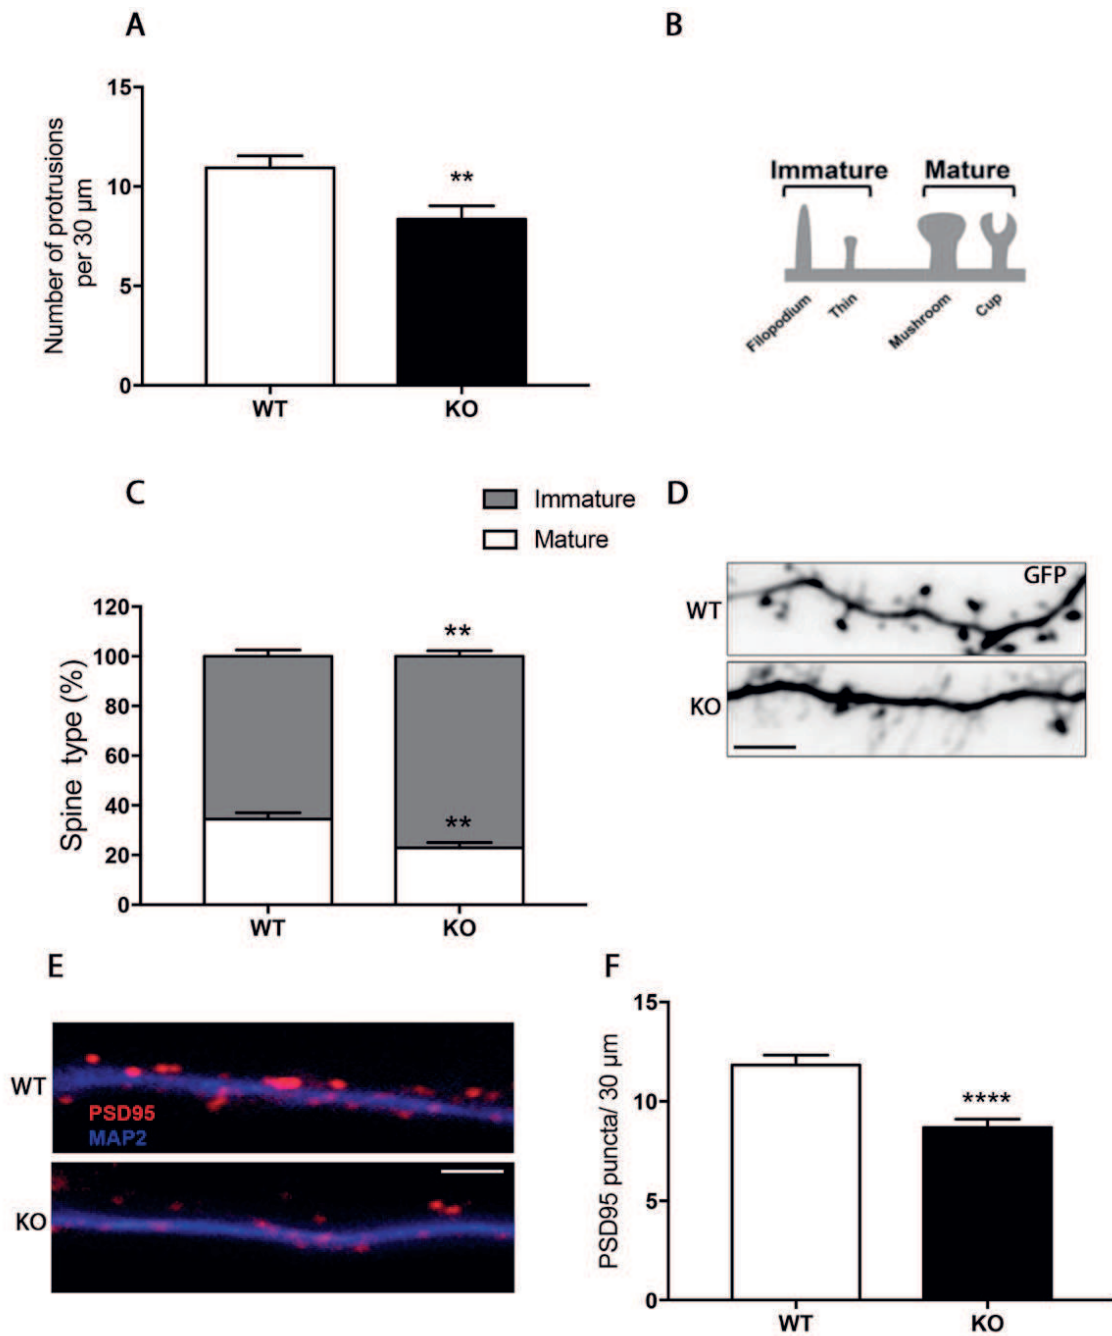 A
15
10
5
0
Number of protrusions
per 30 µm
**
WT
KO
B
Immature
Mature
Filopodium
Thin
Mushroom
Cup
C
Immature
Mature
120
100
80
60
40
20
0
Spine type (%)
**
**
WT
KO
D
GFP
WT
KO
E
WT
PSD95
MAP2
KO
F
15
10
5
0
PSD95 puncta/ 30 µm
****
WT
KO